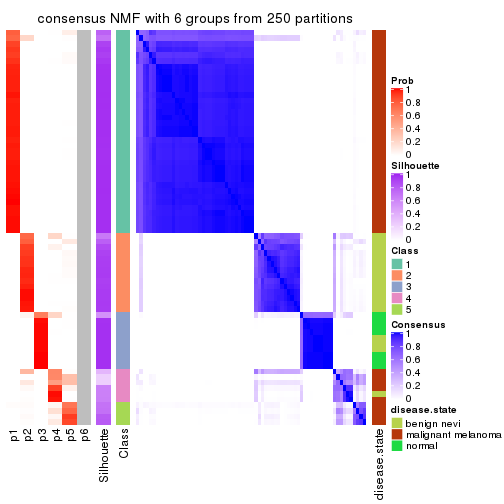 consensus NMF with 6 groups from 250 partitions
p1
p2
p3
p4
p5
p6
Silhouette
Class
disease.state
Prob
1
0.8
0.6
0.4
0.2
0
Silhouette
1
0.8
0.6
0.4
0.2
0
Class
1
2
3
4
5
Consensus
1
0.8
0.6
0.4
0.2
0
disease.state
benign nevi
malignant melanoma
normal